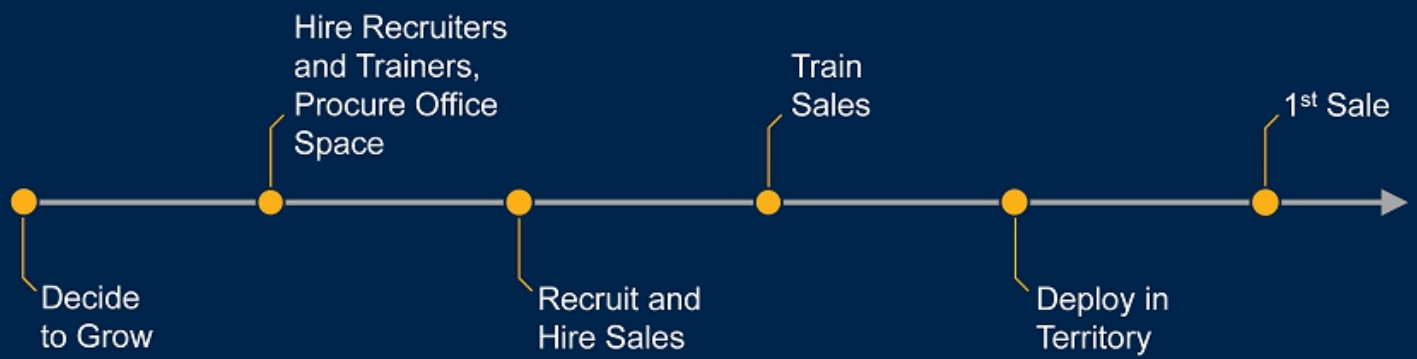 Decide
to Grow
Hire Recruiters
and Trainers,
Procure Office
Space
Recruit and
Hire Sales
Train
Sales
Deploy in
Territory
1st Sale